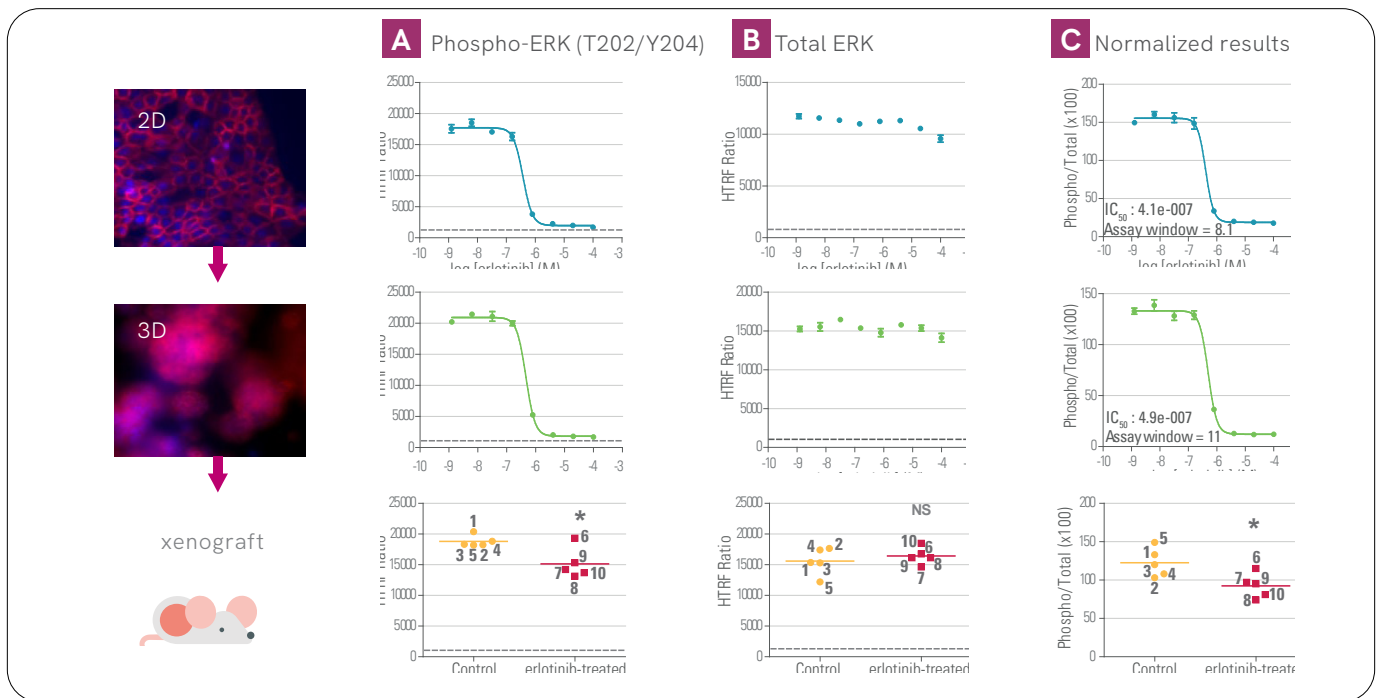 A Phospho-ERK (T202/Y204)
B Total ERK
C Normalized results
2D
25000
20000
15000
10000
5000
0
-10 -9 -8 -7 -6 -5 -4 -3
log [erlotinib] (M)
HTRF Ratio
15000
10000
5000
0
-10 -9 -8 -7 -6 -5 -4
log [erlotinib] (M)
Phospho/Total (x100)
200
150
100
50
0
IC50 : 4.1e-007
Assay window = 8.1
-10 -9 -8 -7 -6 -5 -4
log [erlotinib] (M)
3D
25000
20000
15000
10000
5000
0
-10 -9 -8 -7 -6 -5 -4 -3
HTRF Ratio
20000
15000
10000
5000
0
-10 -9 -8 -7 -6 -5 -4
Phospho/Total (x100)
150
100
50
0
IC50 : 4.9e-007
Assay window = 11
-10 -9 -8 -7 -6 -5 -4
xenograft
25000
20000
15000
10000
5000
0
1
3 5 2 4
*
6
9
7 10
8
Control erlotinib-treated
HTRF Ratio
25000
20000
15000
10000
5000
0
4 2
1 3
5
NS
10 6
9 8
7
Control erlotinib-treated
Phospho/Total (x100)
200
150
100
50
0
5
1
3 4
2
*
6
7 9
8 10
Control erlotinib-treated